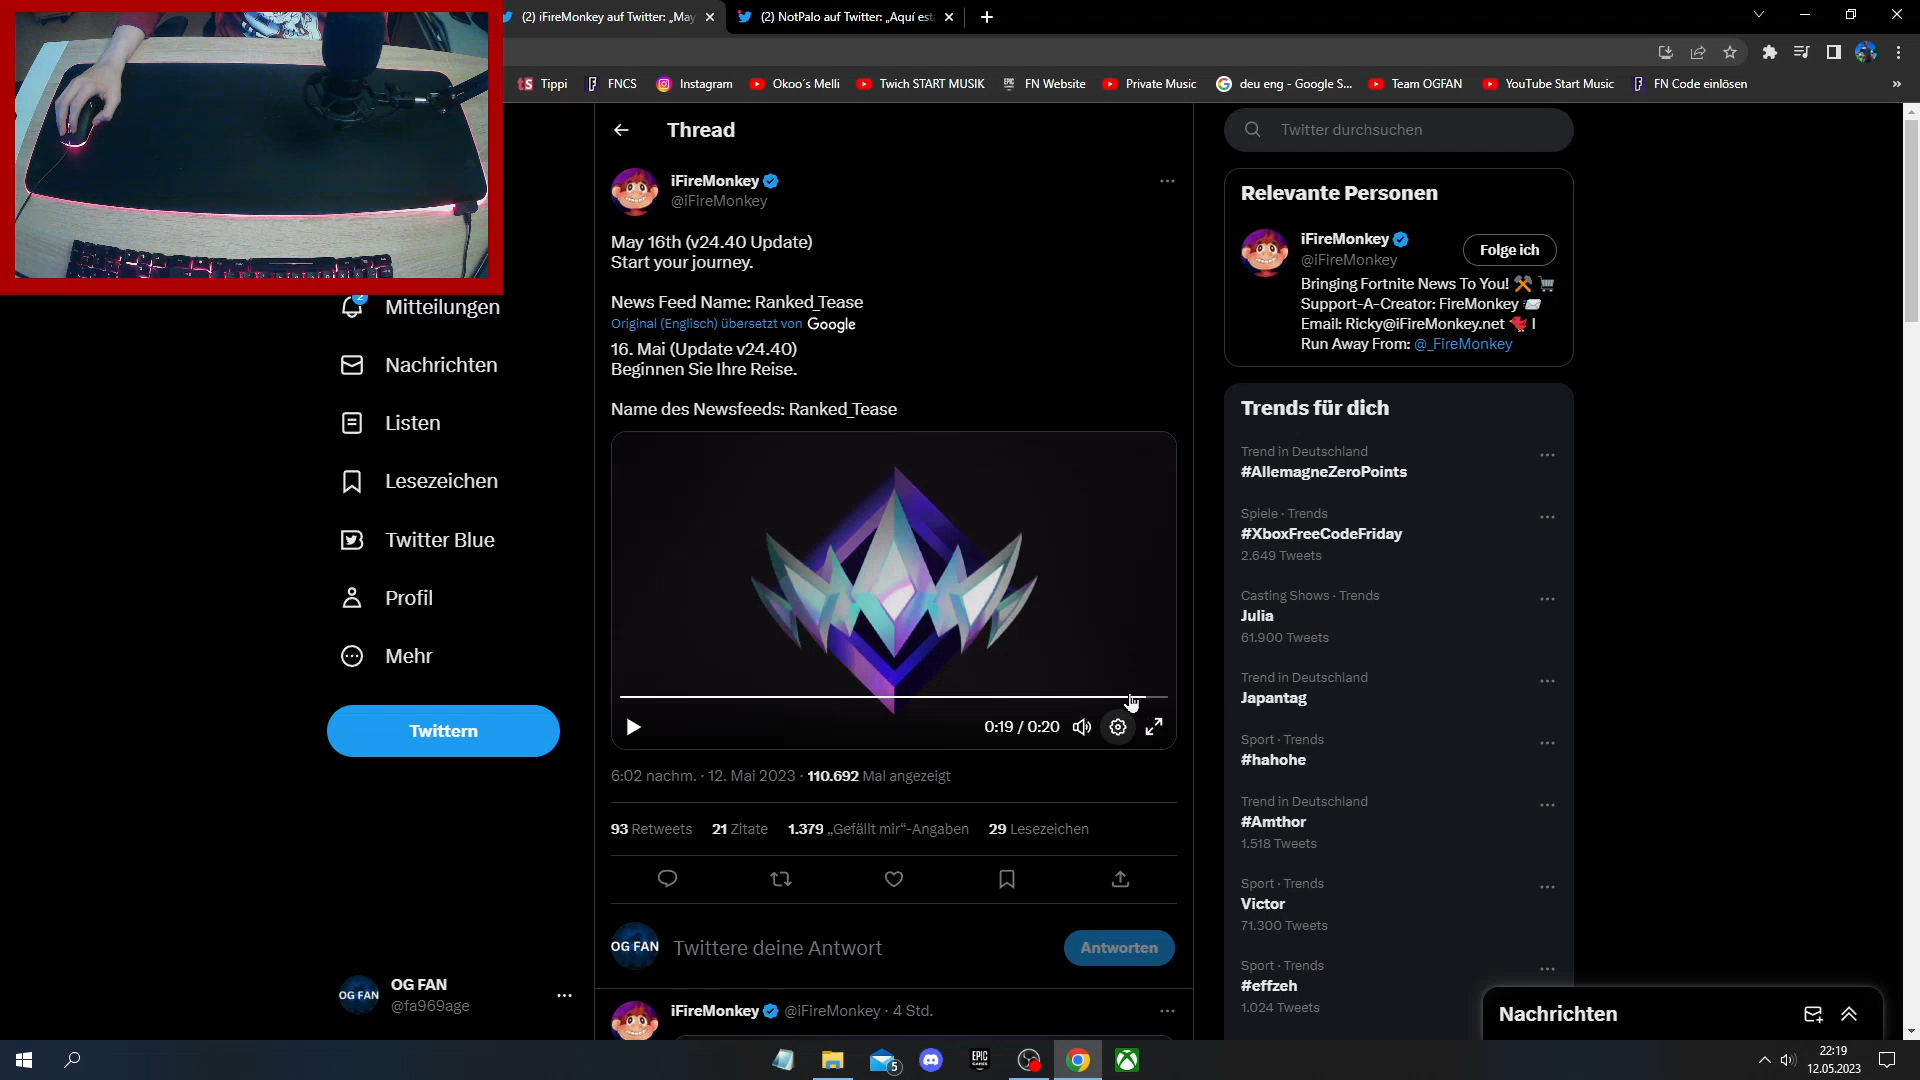 (2) iFireMonkey auf Twitter: „May
(2) NotPalo auf Twitter: „Aquí est
Tippi
FNCS
Instagram
Okoo´s Melli
Twich START MUSIK
FN Website
Private Music
deu eng - Google S...
Team OGFAN
YouTube Start Music
FN Code einlösen
»
Mitteilungen
2
Nachrichten
Listen
Lesezeichen
Twitter Blue
Profil
Mehr
Twittern
OG FAN
OG FAN
@fa969age
Thread
iFireMonkey
@iFireMonkey
May 16th (v24.40 Update)
Start your journey.
News Feed Name: Ranked_Tease
Original (Englisch) übersetzt von Google
16. Mai (Update v24.40)
Beginnen Sie Ihre Reise.
Name des Newsfeeds: Ranked_Tease
0:19 / 0:20
6:02 nachm. · 12. Mai 2023 · 110.692 Mal angezeigt
93 Retweets 21 Zitate 1.379 „Gefällt mir“-Angaben 29 Lesezeichen
OG FAN
Twittere deine Antwort
Antworten
iFireMonkey @iFireMonkey · 4 Std.
Twitter durchsuchen
Relevante Personen
iFireMonkey
@iFireMonkey
Folge ich
Bringing Fortnite News To You!
Support-A-Creator: FireMonkey
Email: Ricky@iFireMonkey.net I
Run Away From: @_FireMonkey
Trends für dich
Trend in Deutschland
#AllemagneZeroPoints
Spiele · Trends
#XboxFreeCodeFriday
2.649 Tweets
Casting Shows · Trends
Julia
61.900 Tweets
Trend in Deutschland
Japantag
Sport · Trends
#hahohe
Trend in Deutschland
#Amthor
1.518 Tweets
Sport · Trends
Victor
71.300 Tweets
Sport · Trends
#effzeh
1.024 Tweets
Nachrichten
5
EPIC
GAMES
22:19
12.05.2023